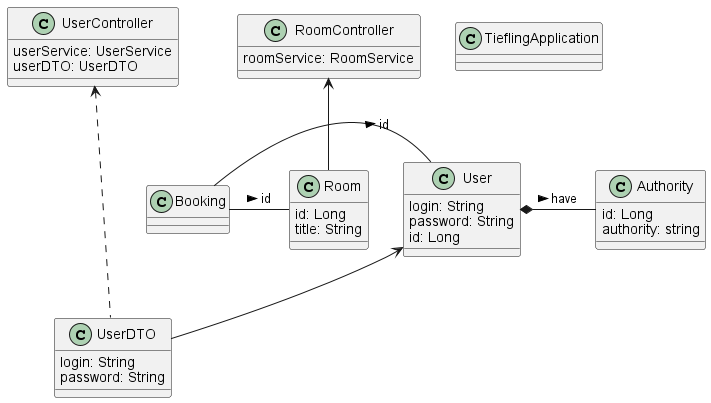 C UserController
userService: UserService
userDTO: UserDTO
C RoomController
roomService: RoomService
C TieflingApplication
id
C Booking
id
C Room
id: Long
title: String
C User
login: String
password: String
id: Long
have
C Authority
id: Long
authority: string
C UserDTO
login: String
password: String